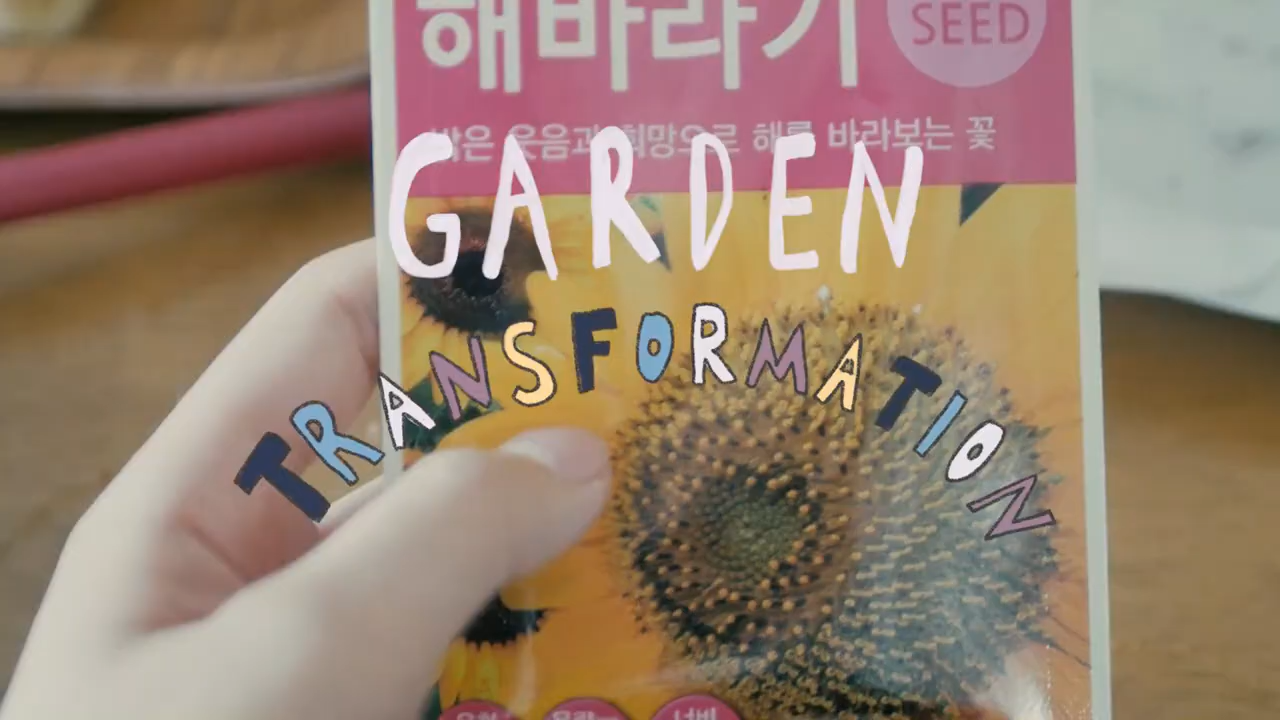 해바라기
SEED
밝은 웃음과 희망으로 해를 바라보는 꽃
GARDEN
TRANSFORMATION